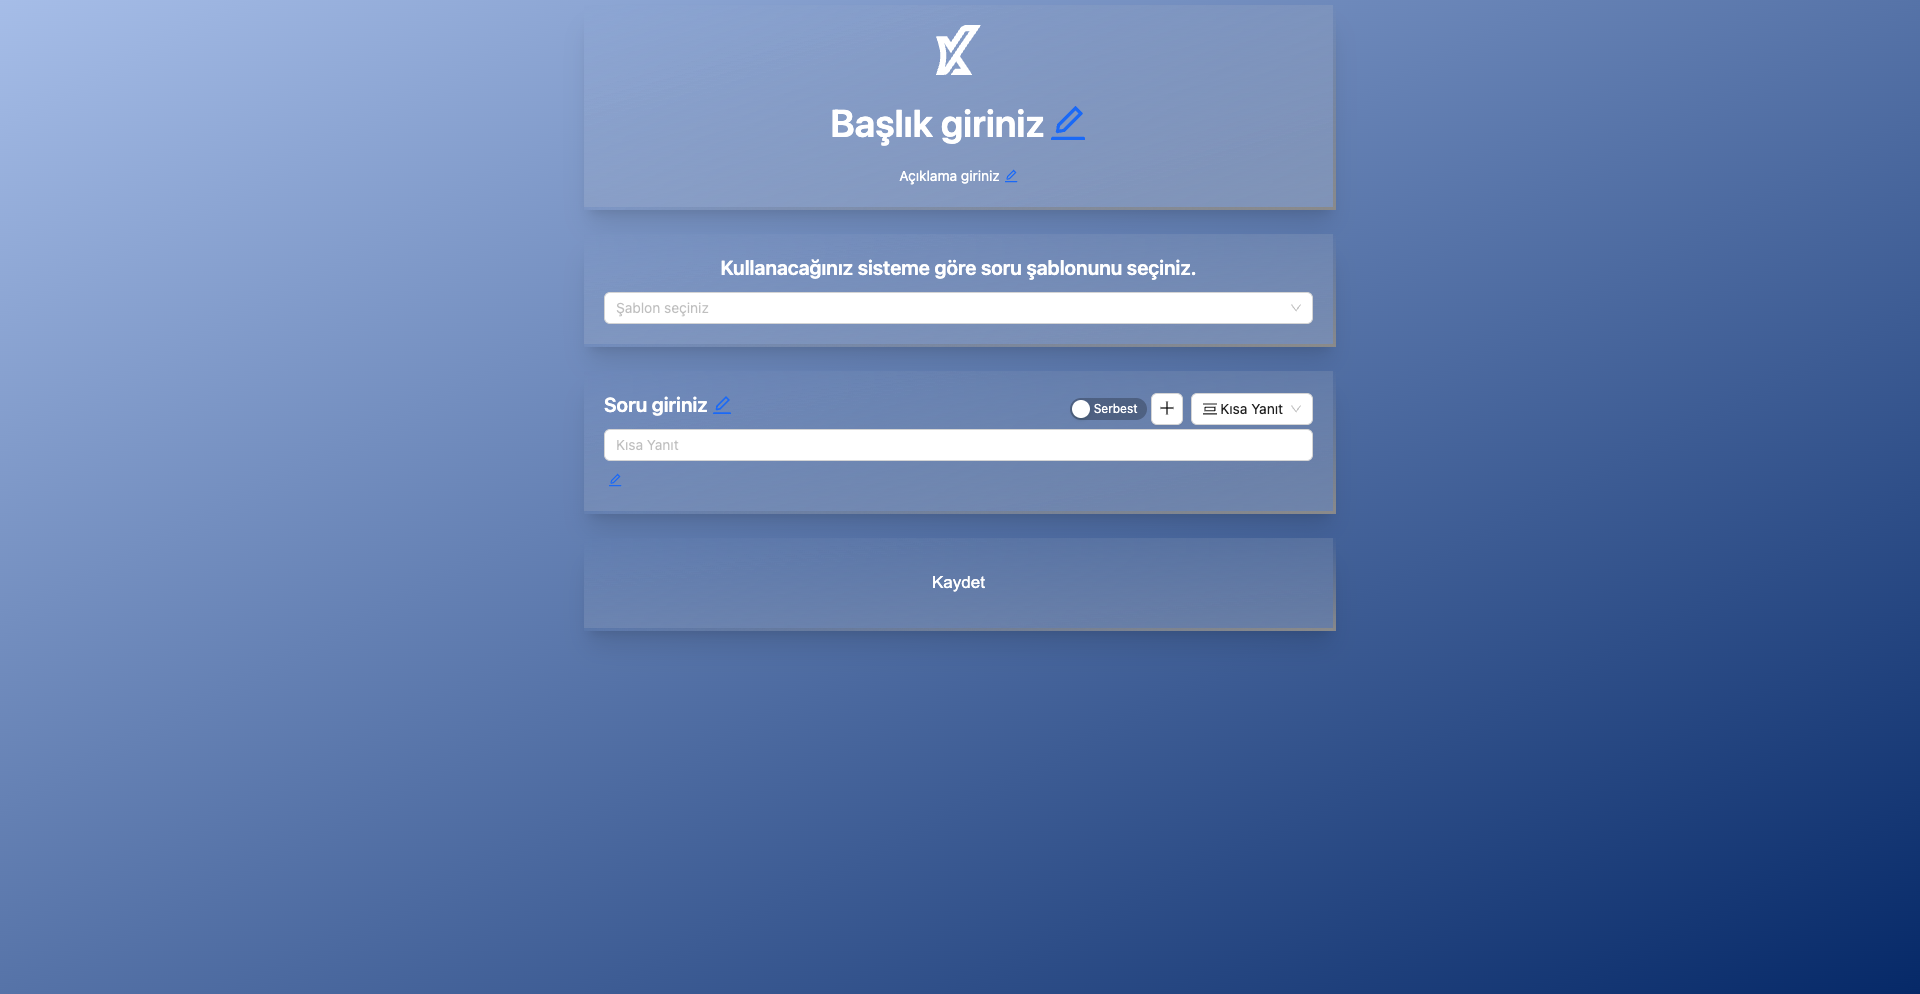 Başlık giriniz
Açıklama giriniz
Kullanacağınız sisteme göre soru şablonunu seçiniz.
Şablon seçiniz
Soru giriniz
Serbest
Kısa Yanıt
Kısa Yanıt
Kaydet